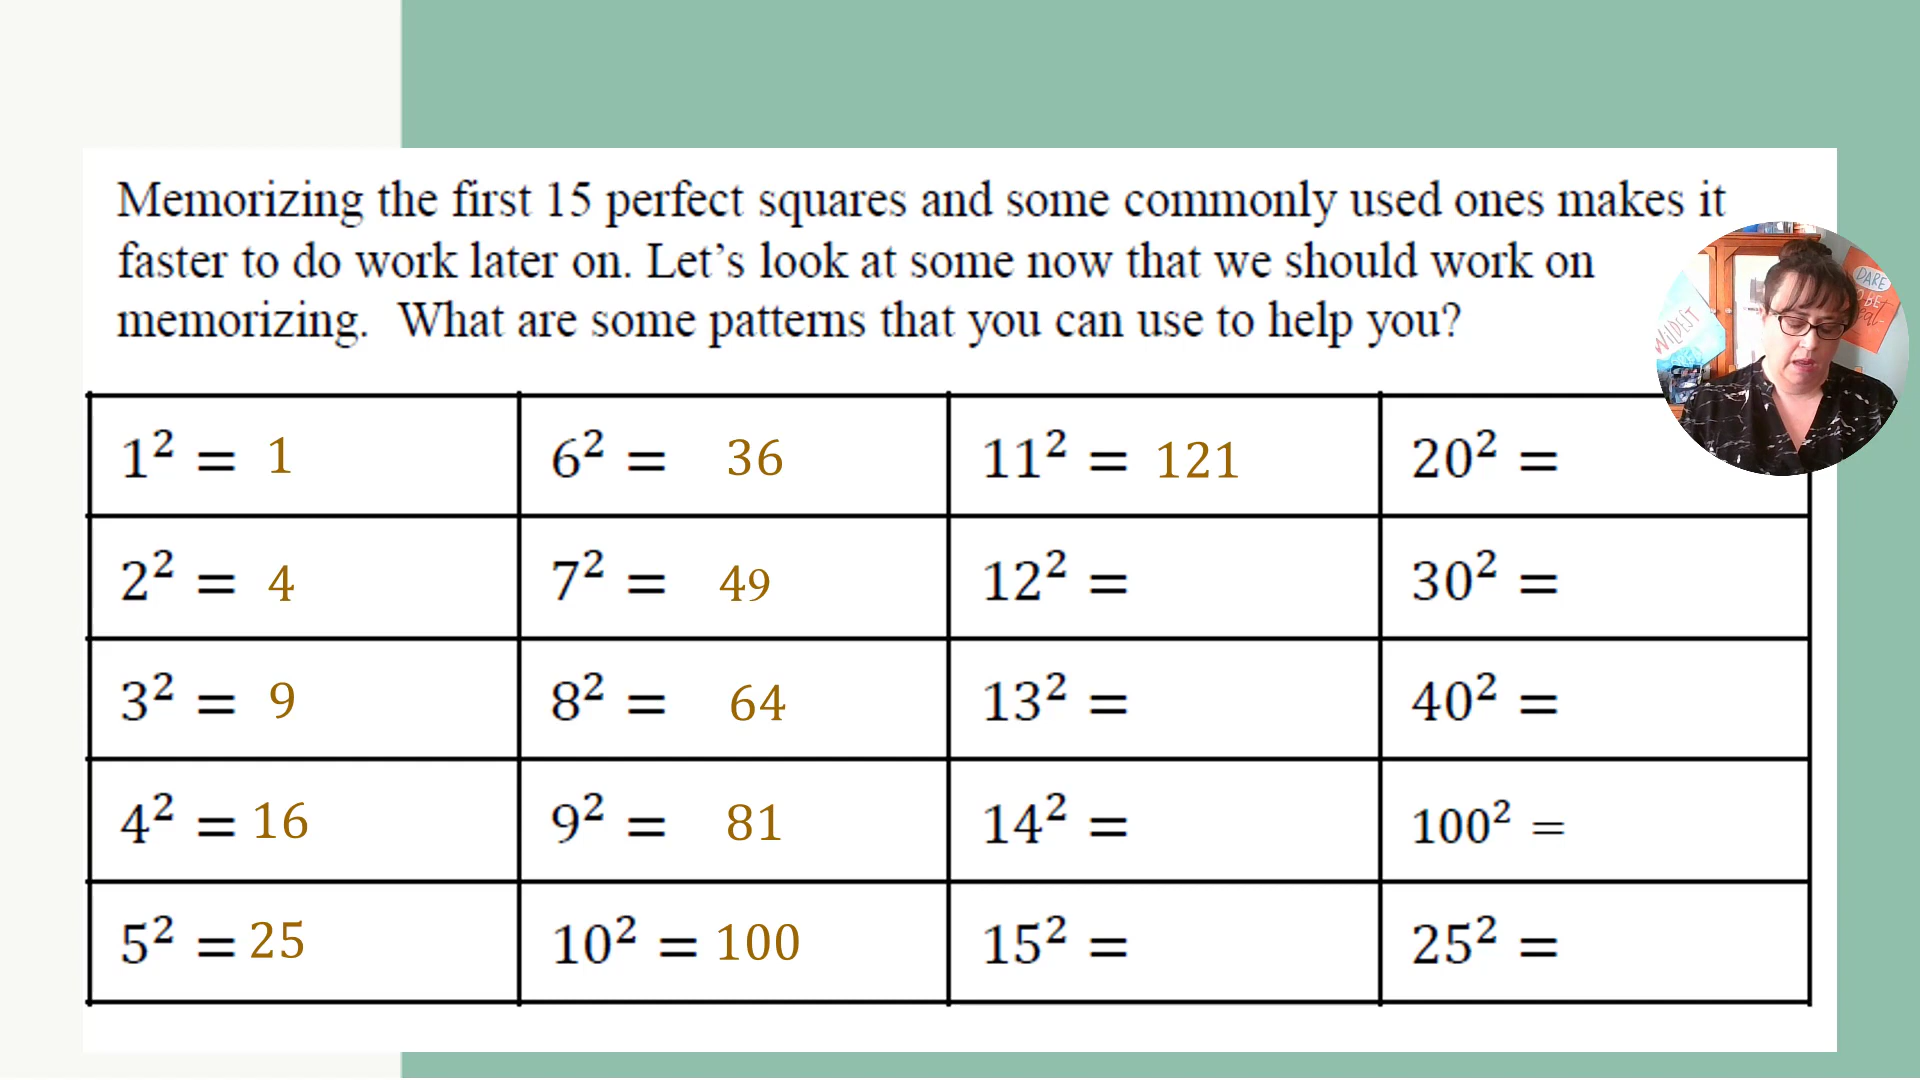 Memorizing the first 15 perfect squares and some commonly used ones makes it
faster to do work later on. Let's look at some now that we should work on
memorizing. What are some patterns that you can use to help you?
1² = 1
6² = 36
11² = 121
20² =
2² = 4
7² = 49
12² =
30² =
3² = 9
8² = 64
13² =
40² =
4² = 16
9² = 81
14² =
100² =
5² = 25
10² = 100
15² =
25² =
WILDEST
DARE